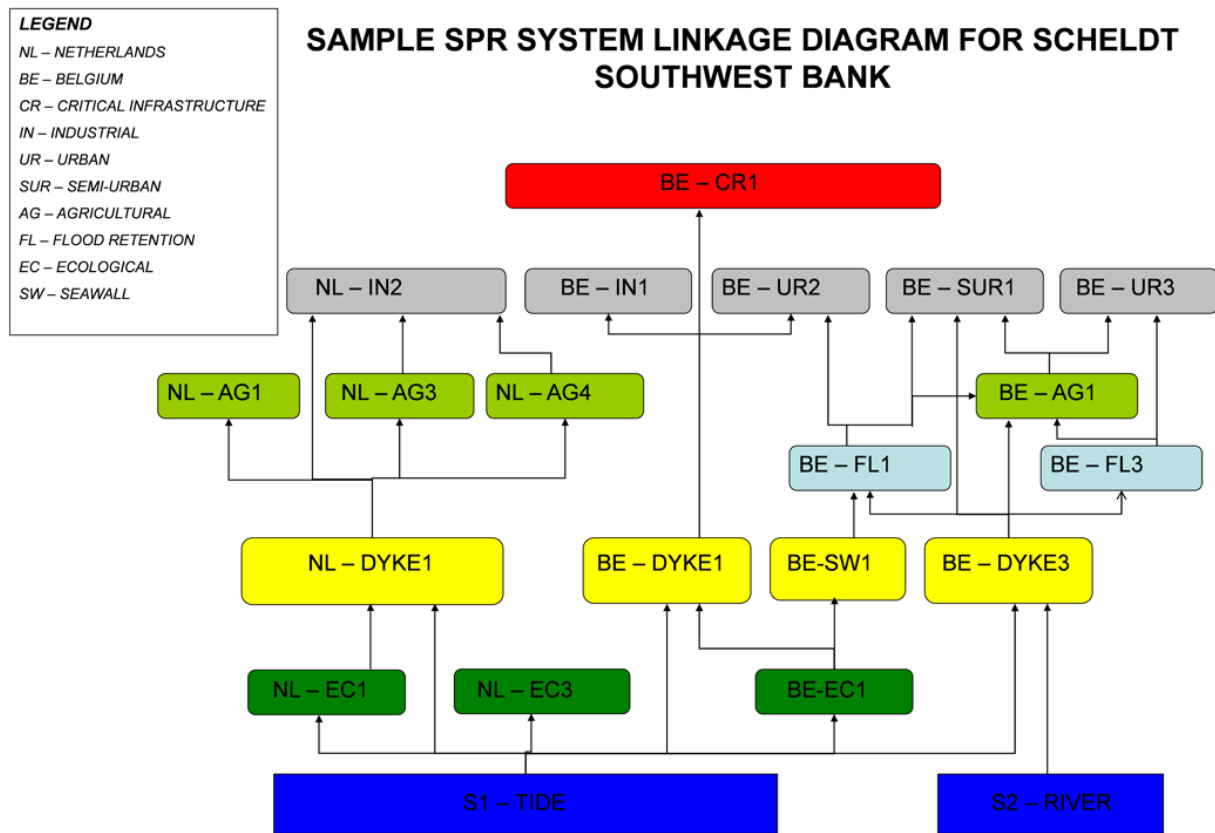 LEGEND
NL – NETHERLANDS
BE – BELGIUM
CR – CRITICAL INFRASTRUCTURE
IN – INDUSTRIAL
UR – URBAN
SUR – SEMI-URBAN
AG – AGRICULTURAL
FL – FLOOD RETENTION
EC – ECOLOGICAL
SW – SEAWALL
SAMPLE SPR SYSTEM LINKAGE DIAGRAM FOR SCHELDT
SOUTHWEST BANK
BE – CR1
NL – IN2
BE – IN1
BE – UR2
BE – SUR1
BE – UR3
NL – AG1
NL – AG3
NL – AG4
BE – AG1
BE – FL1
BE – FL3
NL – DYKE1
BE – DYKE1
BE-SW1
BE – DYKE3
NL – EC1
NL – EC3
BE-EC1
S1 – TIDE
S2 – RIVER